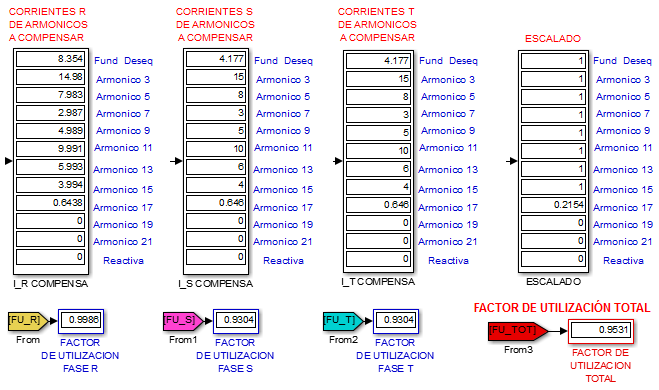 CORRIENTES R
DE ARMONICOS
A COMPENSAR
8.354
14.98
7.983
2.987
4.989
9.991
5.993
3.994
0.6438
0
0
0
Fund Deseq
Armonico 3
Armonico 5
Armonico 7
Armonico 9
Armonico 11
Armonico 13
Armonico 15
Armonico 17
Armonico 19
Armonico 21
Reactiva
I_R COMPENSA
CORRIENTES S
DE ARMONICOS
A COMPENSAR
4.177
15
8
3
5
10
6
4
0.646
0
0
0
Fund Deseq
Armonico 3
Armonico 5
Armonico 7
Armonico 9
Armonico 11
Armonico 13
Armonico 15
Armonico 17
Armonico 19
Armonico 21
Reactiva
I_S COMPENSA
CORRIENTES T
DE ARMONICOS
A COMPENSAR
4.177
15
8
3
5
10
6
4
0.646
0
0
0
Fund Deseq
Armonico 3
Armonico 5
Armonico 7
Armonico 9
Armonico 11
Armonico 13
Armonico 15
Armonico 17
Armonico 19
Armonico 21
Reactiva
I_T COMPENSA
ESCALADO
1
1
1
1
1
1
1
1
0.2154
0
0
0
Fund Deseq
Armonico 3
Armonico 5
Armonico 7
Armonico 9
Armonico 11
Armonico 13
Armonico 15
Armonico 17
Armonico 19
Armonico 21
Reactiva
ESCALADO
[FU_R]
From
0.9986
FACTOR
DE UTILIZACION
FASE R
[FU_S]
From1
0.9304
FACTOR
DE UTILIZACION
FASE S
[FU_T]
From2
0.9304
FACTOR
DE UTILIZACION
FASE T
FACTOR DE UTILIZACIÓN TOTAL
[FU_TOT]
From3
0.9531
FACTOR DE
UTILIZACION
TOTAL